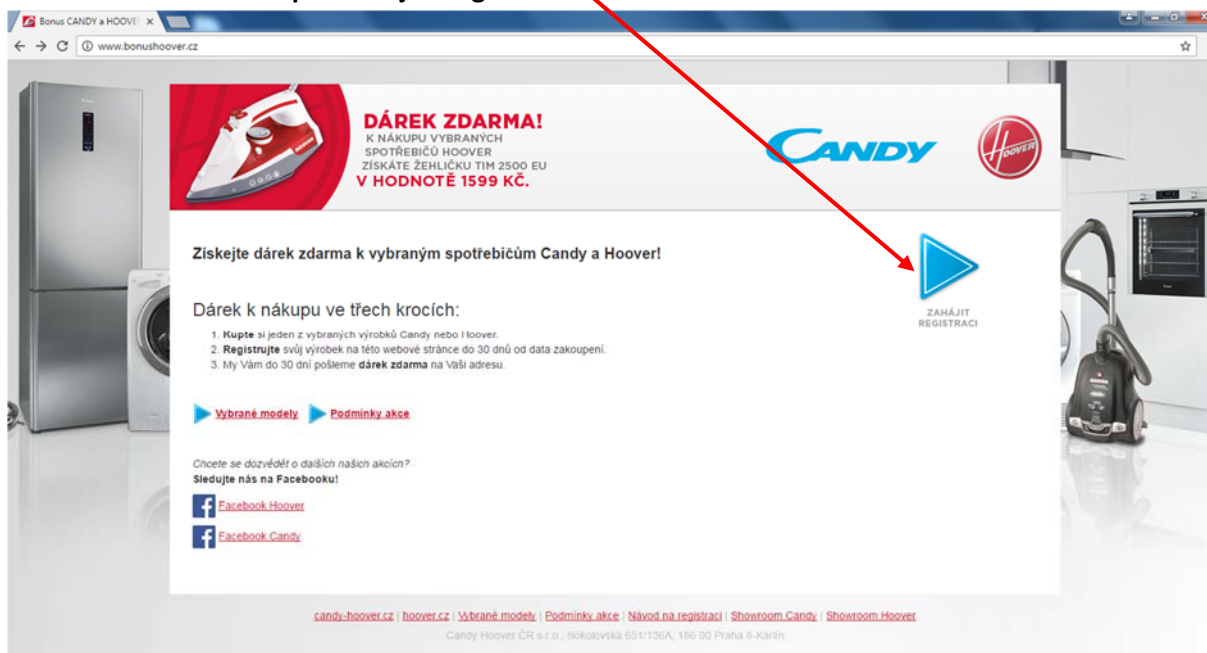 Bonus CANDY a HOOVE
www.bonushoover.cz
DÁREK ZDARMA!
K NÁKUPU VYBRANÝCH
SPOTŘEBIČŮ HOOVER
ZÍSKÁTE ŽEHLIČKU TIM 2500 EU
V HODNOTĚ 1599 KČ.
CANDY
HOOVER
Získejte dárek zdarma k vybraným spotřebičům Candy a Hoover!
ZAHÁJIT
REGISTRACI
Dárek k nákupu ve třech krocích:
1. Kupte si jeden z vybraných výrobků Candy nebo Hoover.
2. Registrujte svůj výrobek na této webové stránce do 30 dnů od data zakoupení.
3. My Vám do 30 dní pošleme dárek zdarma na Vaši adresu.
Vybrané modely Podmínky akce
Chcete se dozvědět o dalších našich akcích?
Sledujte nás na Facebooku!
Facebook Hoover
Facebook Candy
candy-hoover.cz | hoover.cz | Vybrané modely | Podmínky akce | Návod na registraci | Showroom Candy | Showroom Hoover
Candy Hoover ČR s.r.o., Sokolovská 651/136A, 186 00 Praha 8-Karlín